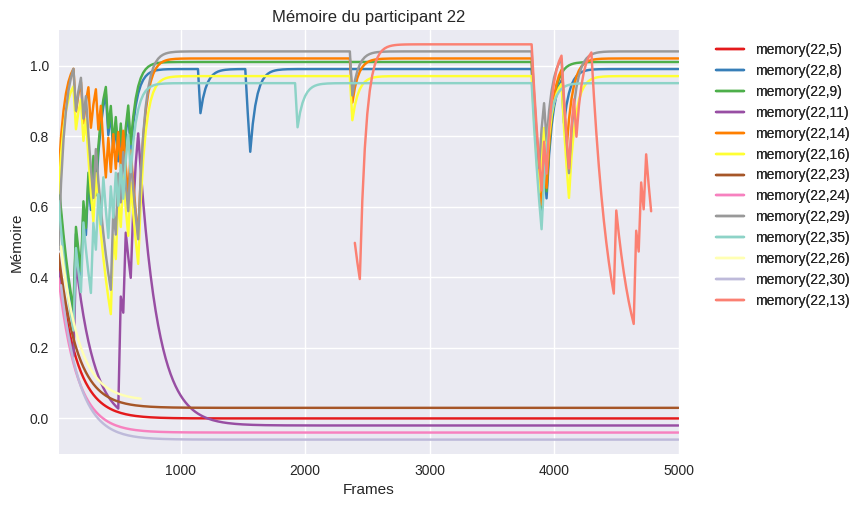 Mémoire du participant 22
Mémoire
1.0
0.8
0.6
0.4
0.2
0.0
1000
2000
3000
4000
5000
Frames
memory(22,5)
memory(22,8)
memory(22,9)
memory(22,11)
memory(22,14)
memory(22,16)
memory(22,23)
memory(22,24)
memory(22,29)
memory(22,35)
memory(22,26)
memory(22,30)
memory(22,13)